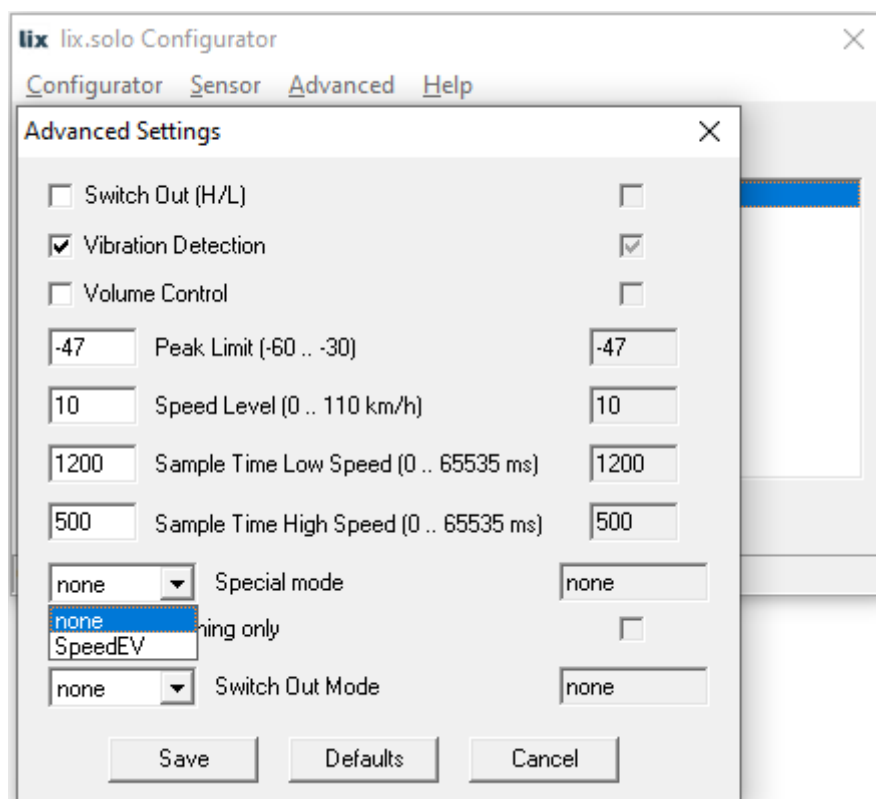 lix lix.solo Configurator
Configurator Sensor Advanced Help
Advanced Settings
Switch Out (H/L)
Vibration Detection
Volume Control
-47 Peak Limit (-60 .. -30) -47
10 Speed Level (0 .. 110 km/h) 10
1200 Sample Time Low Speed (0 .. 65535 ms) 1200
500 Sample Time High Speed (0 .. 65535 ms) 500
none Special mode none
none
ning only
SpeedEV
none Switch Out Mode none
Save Defaults Cancel